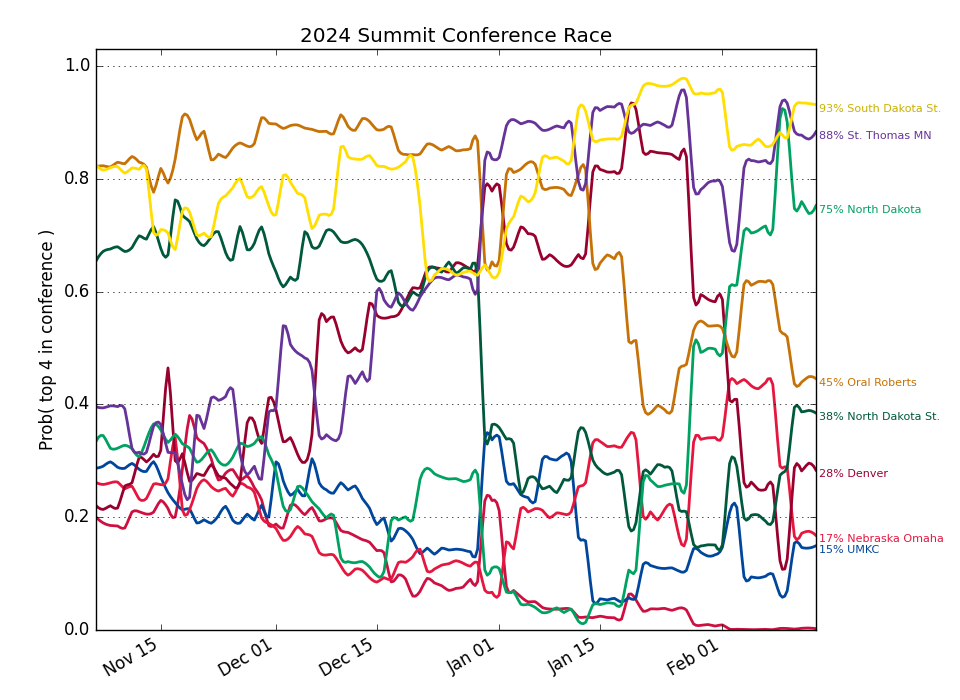 2024 Summit Conference Race
Prob( top 4 in conference )
1.0
0.8
0.6
0.4
0.2
0.0
Nov 15
Dec 01
Dec 15
Jan 01
Jan 15
Feb 01
93% South Dakota St.
88% St. Thomas MN
75% North Dakota
45% Oral Roberts
38% North Dakota St.
28% Denver
17% Nebraska Omaha
15% UMKC